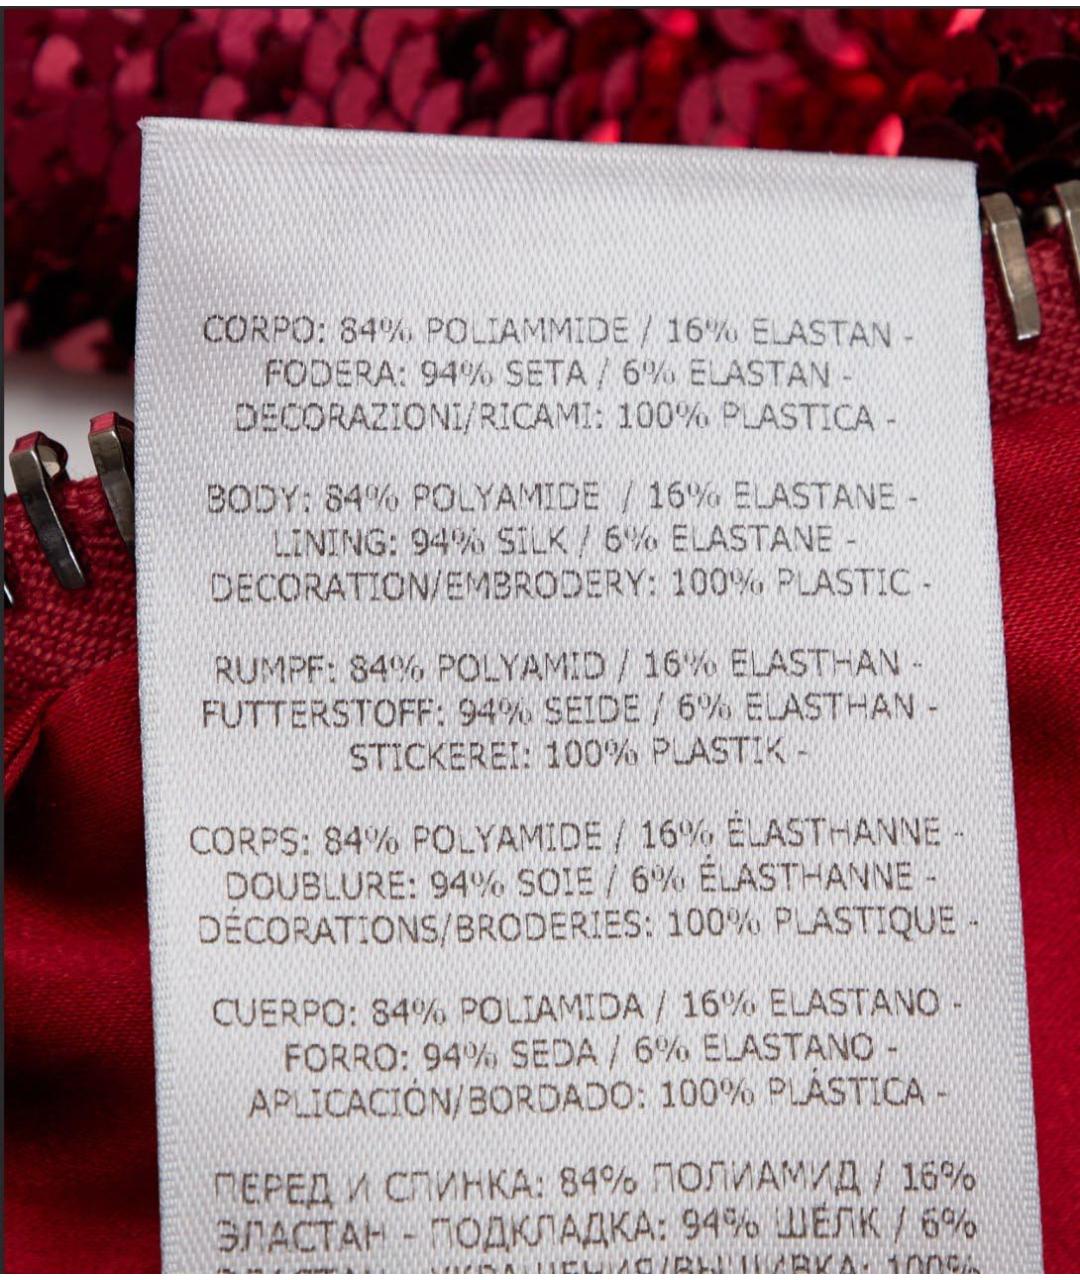 CORPO: 84% POLIAMMIDE / 16% ELASTAN -
FODERA: 94% SETA / 6% ELASTAN -
DECORAZIONI/RICAMI: 100% PLASTICA -
BODY: 84% POLYAMIDE / 16% ELASTANE -
LINING: 94% SILK / 6% ELASTANE -
DECORATION/EMBRODERY: 100% PLASTIC -
RUMPF: 84% POLYAMID / 16% ELASTHAN -
FUTTERSTOFF: 94% SEIDE / 6% ELASTHAN -
STICKEREI: 100% PLASTIK -
CORPS: 84% POLYAMIDE / 16% ÉLASTHANNE -
DOUBLURE: 94% SOIE / 6% ÉLASTHANNE -
DÉCORATIONS/BRODERIES: 100% PLASTIQUE -
CUERPO: 84% POLIAMIDA / 16% ELASTANO -
FORRO: 94% SEDA / 6% ELASTANO -
APLICACIÓN/BORDADO: 100% PLÁSTICA -
ПЕРЕД И СПИНКА: 84% ПОЛИАМИД / 16%
ЭЛАСТАН - ПОДКЛАДКА: 94% ШЁЛК / 6%
ЭЛАСТАН - УКРАШЕНИЯ/ВЫШИВКА: 100%